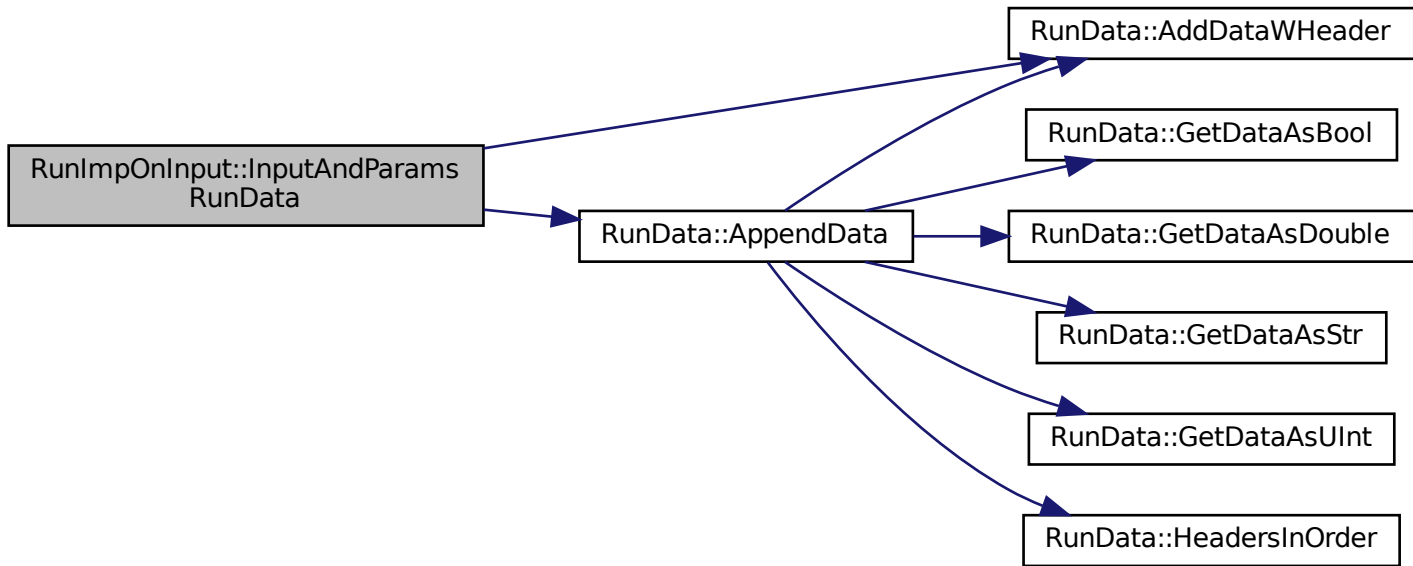 RunData::AddDataWHeader
RunData::GetDataAsBool
RunImpOnInput::InputAndParams
RunData
RunData::AppendData
RunData::GetDataAsDouble
RunData::GetDataAsStr
RunData::GetDataAsUInt
RunData::HeadersInOrder